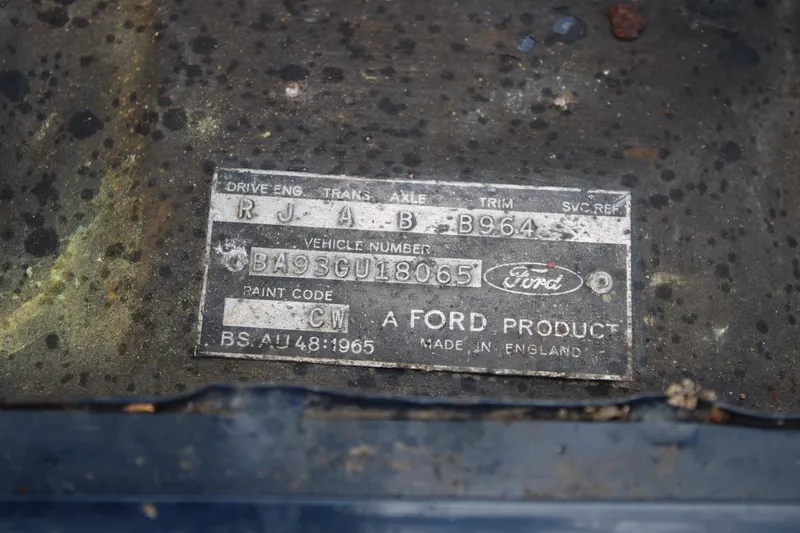 DRIVE ENG. TRANS. AXLE TRIM SVC. REF.
R J A B B964
VEHICLE NUMBER
BA93GU18065 Ford
PAINT CODE
CW A FORD PRODUCT
BS. AU 48:1965 MADE IN ENGLAND